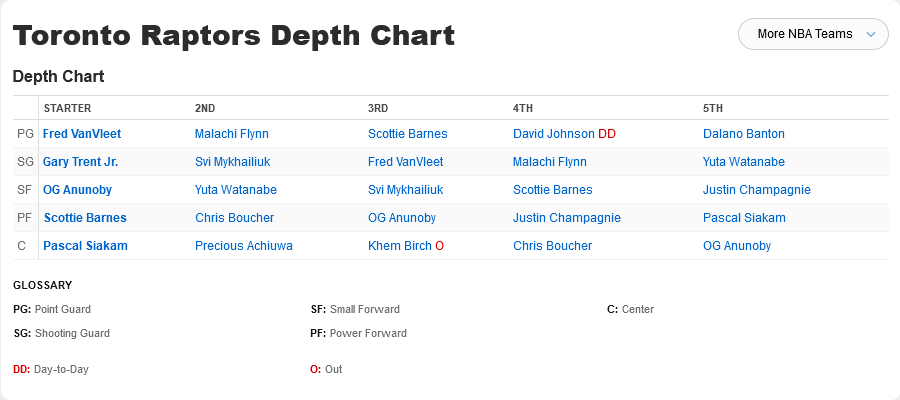 Toronto Raptors Depth Chart
More NBA Teams
Depth Chart
STARTER 2ND 3RD 4TH 5TH
PG Fred VanVleet Malachi Flynn Scottie Barnes David Johnson DD Dalano Banton
SG Gary Trent Jr. Svi Mykhailiuk Fred VanVleet Malachi Flynn Yuta Watanabe
SF OG Anunoby Yuta Watanabe Svi Mykhailiuk Scottie Barnes Justin Champagnie
PF Scottie Barnes Chris Boucher OG Anunoby Justin Champagnie Pascal Siakam
C Pascal Siakam Precious Achiuwa Khem Birch O Chris Boucher OG Anunoby
GLOSSARY
PG: Point Guard SF: Small Forward C: Center
SG: Shooting Guard PF: Power Forward
DD: Day-to-Day O: Out